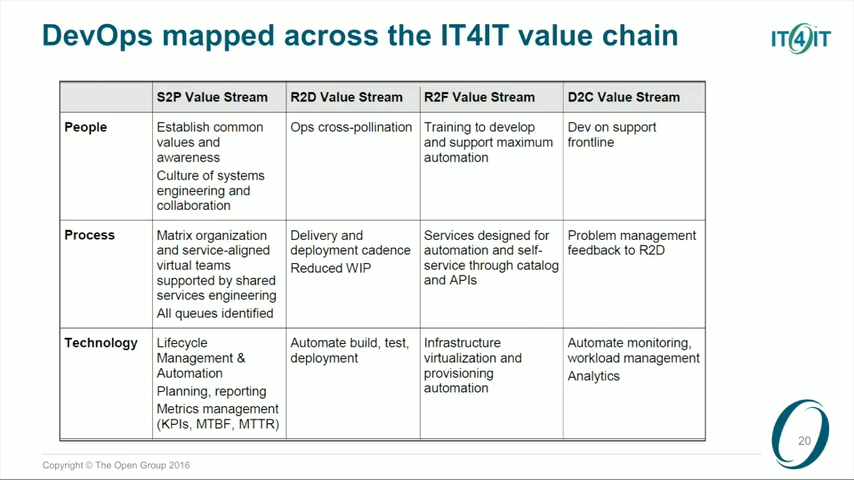 DevOps mapped across the IT4IT value chain
IT4IT™
S2P Value Stream
R2D Value Stream
R2F Value Stream
D2C Value Stream
People
Establish common
values and
awareness
Culture of systems
engineering and
collaboration
Ops cross-pollination
Training to develop
and support maximum
automation
Dev on support
frontline
Process
Matrix organization
and service-aligned
virtual teams
supported by shared
services engineering
All queues identified
Delivery and
deployment cadence
Reduced WIP
Services designed for
automation and self-
service through catalog
and APIs
Problem management
feedback to R2D
Technology
Lifecycle
Management &
Automation
Planning, reporting
Metrics management
(KPIs, MTBF, MTTR)
Automate build, test,
deployment
Infrastructure
virtualization and
provisioning
automation
Automate monitoring,
workload management
Analytics
20
Copyright © The Open Group 2016